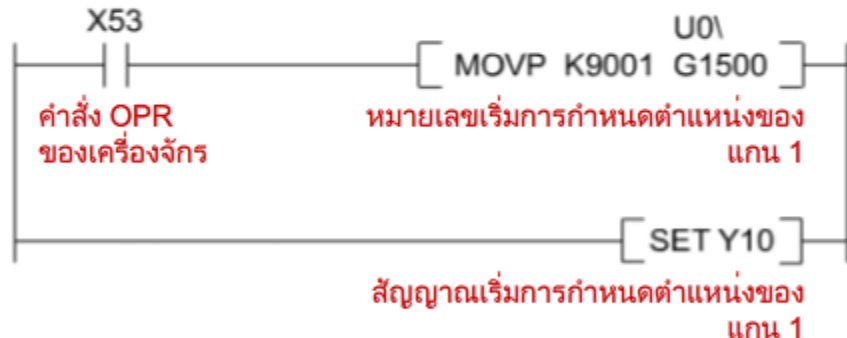 X53
U0\
MOVP K9001 G1500
คำสั่ง OPR
ของเครื่องจักร
หมายเลขเริ่มการกำหนดตำแหน่งของ
แกน 1
SET Y10
สัญญาณเริ่มการกำหนดตำแหน่งของ
แกน 1